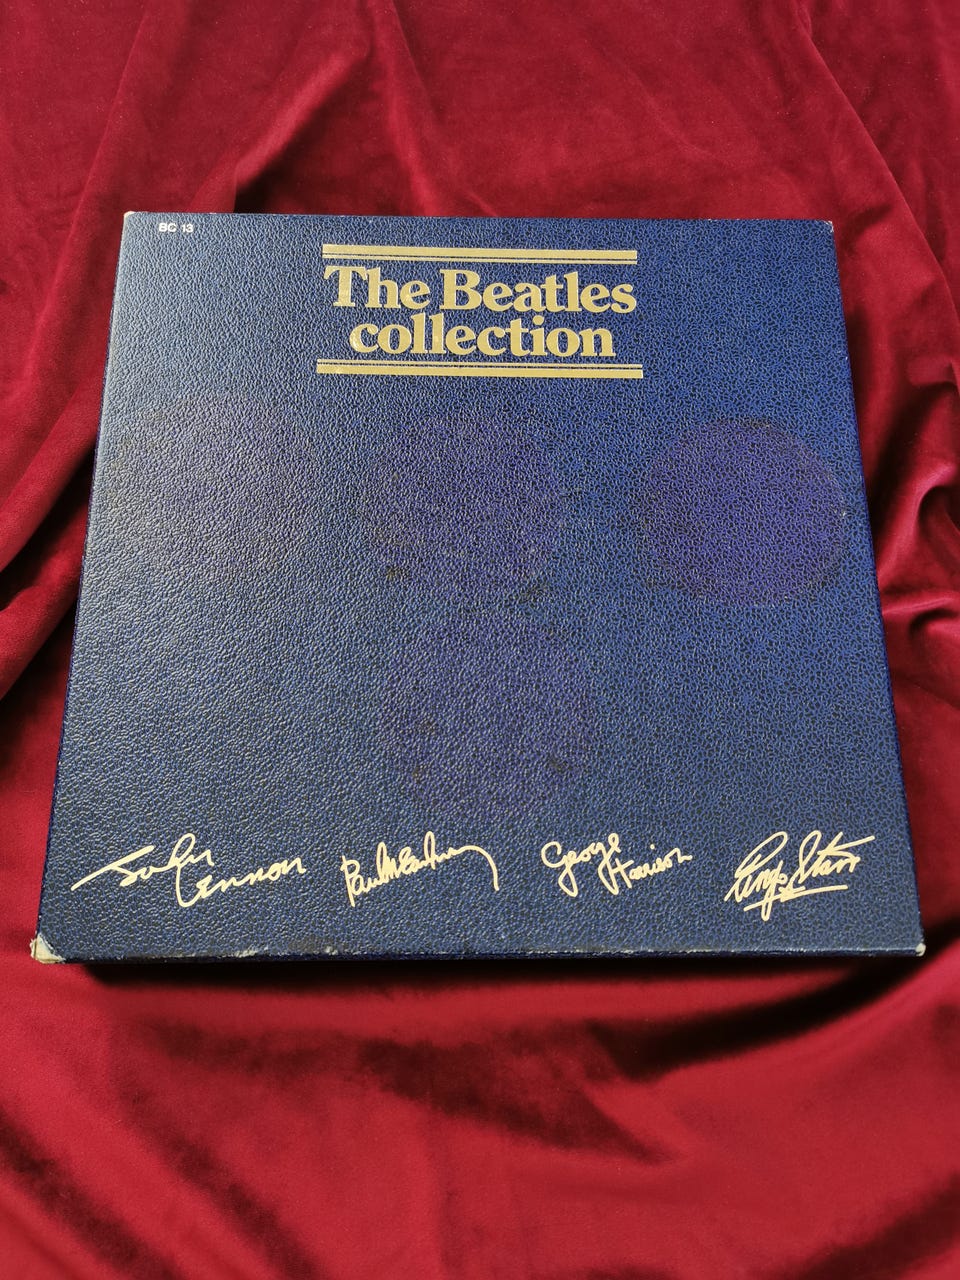 BC 13
The Beatles
collection
John Lennon Paul McCartney George Harrison Ringo Starr